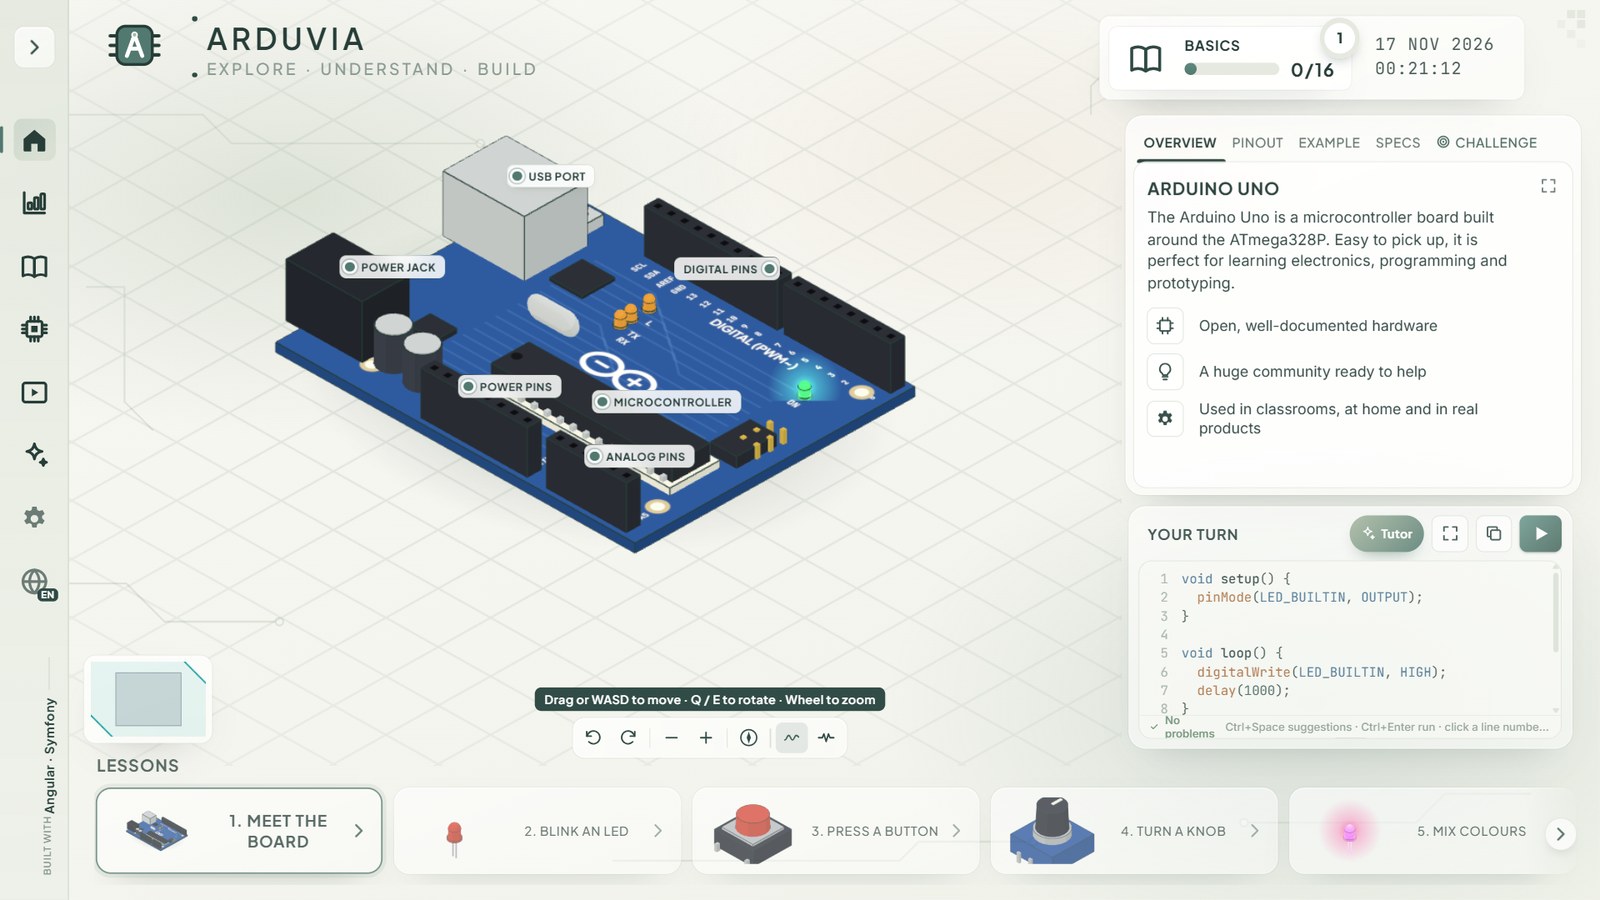 ARDUVIA
EXPLORE · UNDERSTAND · BUILD
BASICS
0/16
1
17 NOV 2026
00:21:12
USB PORT
POWER JACK
DIGITAL PINS
POWER PINS
MICROCONTROLLER
ANALOG PINS
DIGITAL (PWM~)
L
TX
RX
ON
SCL
SDA
AREF
GND
OVERVIEW
PINOUT
EXAMPLE
SPECS
CHALLENGE
ARDUINO UNO
The Arduino Uno is a microcontroller board built
around the ATmega328P. Easy to pick up, it is
perfect for learning electronics, programming and
prototyping.
Open, well-documented hardware
A huge community ready to help
Used in classrooms, at home and in real
products
YOUR TURN
Tutor
1 void setup() {
2 pinMode(LED_BUILTIN, OUTPUT);
3 }
4
5 void loop() {
6 digitalWrite(LED_BUILTIN, HIGH);
7 delay(1000);
8 }
No
problems
Ctrl+Space suggestions · Ctrl+Enter run · click a line numbe...
EN
BUILT WITH Angular · Symfony
Drag or WASD to move · Q / E to rotate · Wheel to zoom
LESSONS
1. MEET THE
BOARD
2. BLINK AN LED
3. PRESS A BUTTON
4. TURN A KNOB
5. MIX COLOURS